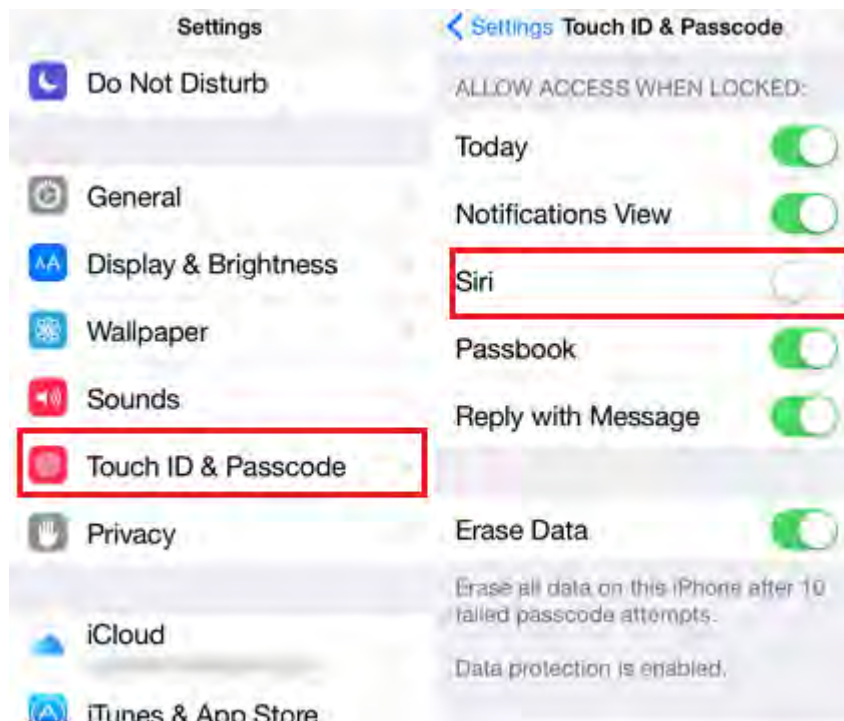 Settings
Do Not Disturb
General
Display & Brightness
Wallpaper
Sounds
Touch ID & Passcode
Privacy
iCloud
iTunes & App Store
Settings Touch ID & Passcode
ALLOW ACCESS WHEN LOCKED:
Today
Notifications View
Siri
Passbook
Reply with Message
Erase Data
Erase all data on this iPhone after 10
failed passcode attempts.
Data protection is enabled.